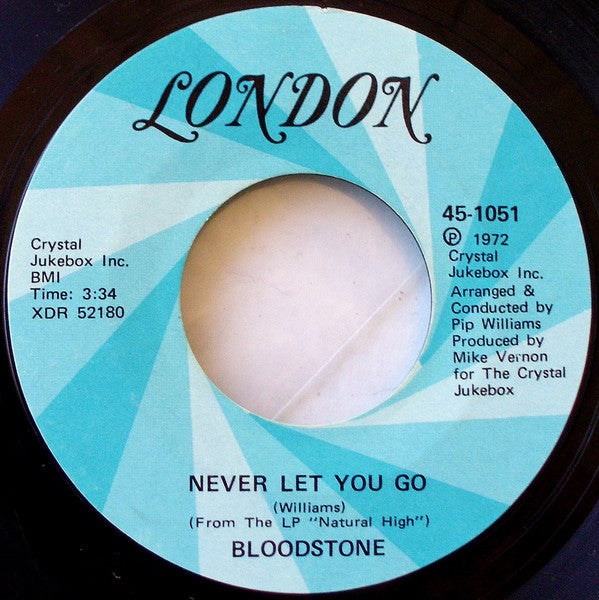 LONDON
Crystal
Jukebox Inc.
BMI
Time: 3:34
XDR 52180
45-1051
Ⓟ 1972
Crystal
Jukebox Inc.
Arranged &
Conducted by
Pip Williams
Produced by
Mike Vernon
for The Crystal
Jukebox
NEVER LET YOU GO
(Williams)
(From The LP "Natural High")
BLOODSTONE